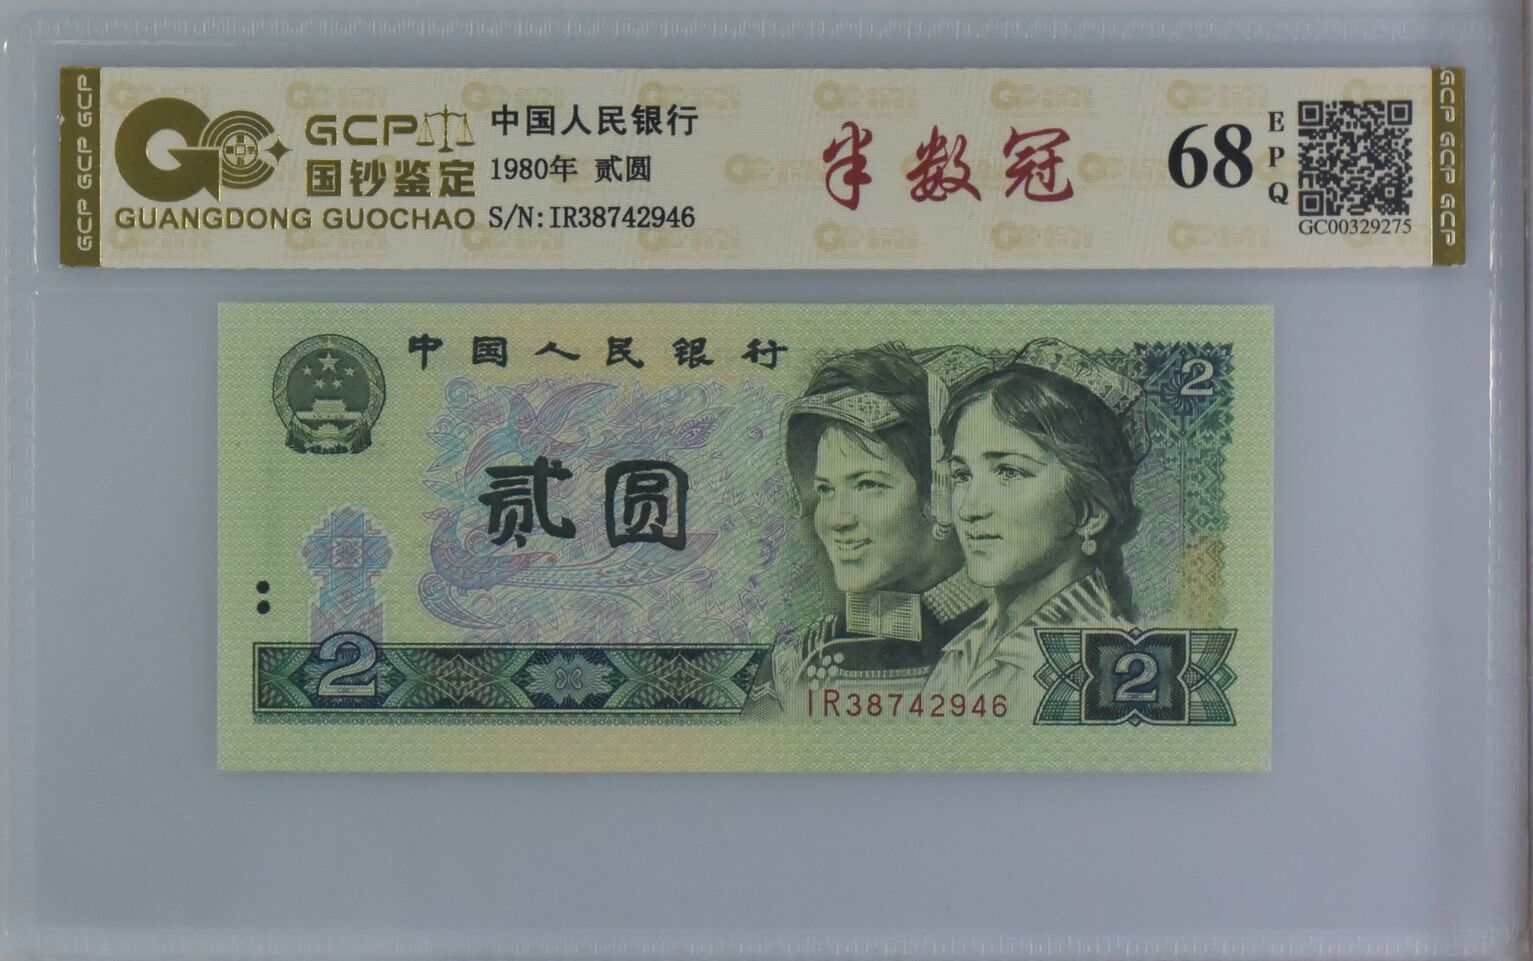 GCP GCP GCP
GCP
国钞鉴定
GUANGDONG GUOCHAO
中国人民银行
1980年 贰圆
S/N:IR38742946
半数冠
68
EPQ
GC00329275
GCP GCP GCP
中国人民银行
2
贰圆
2
IR38742946
2